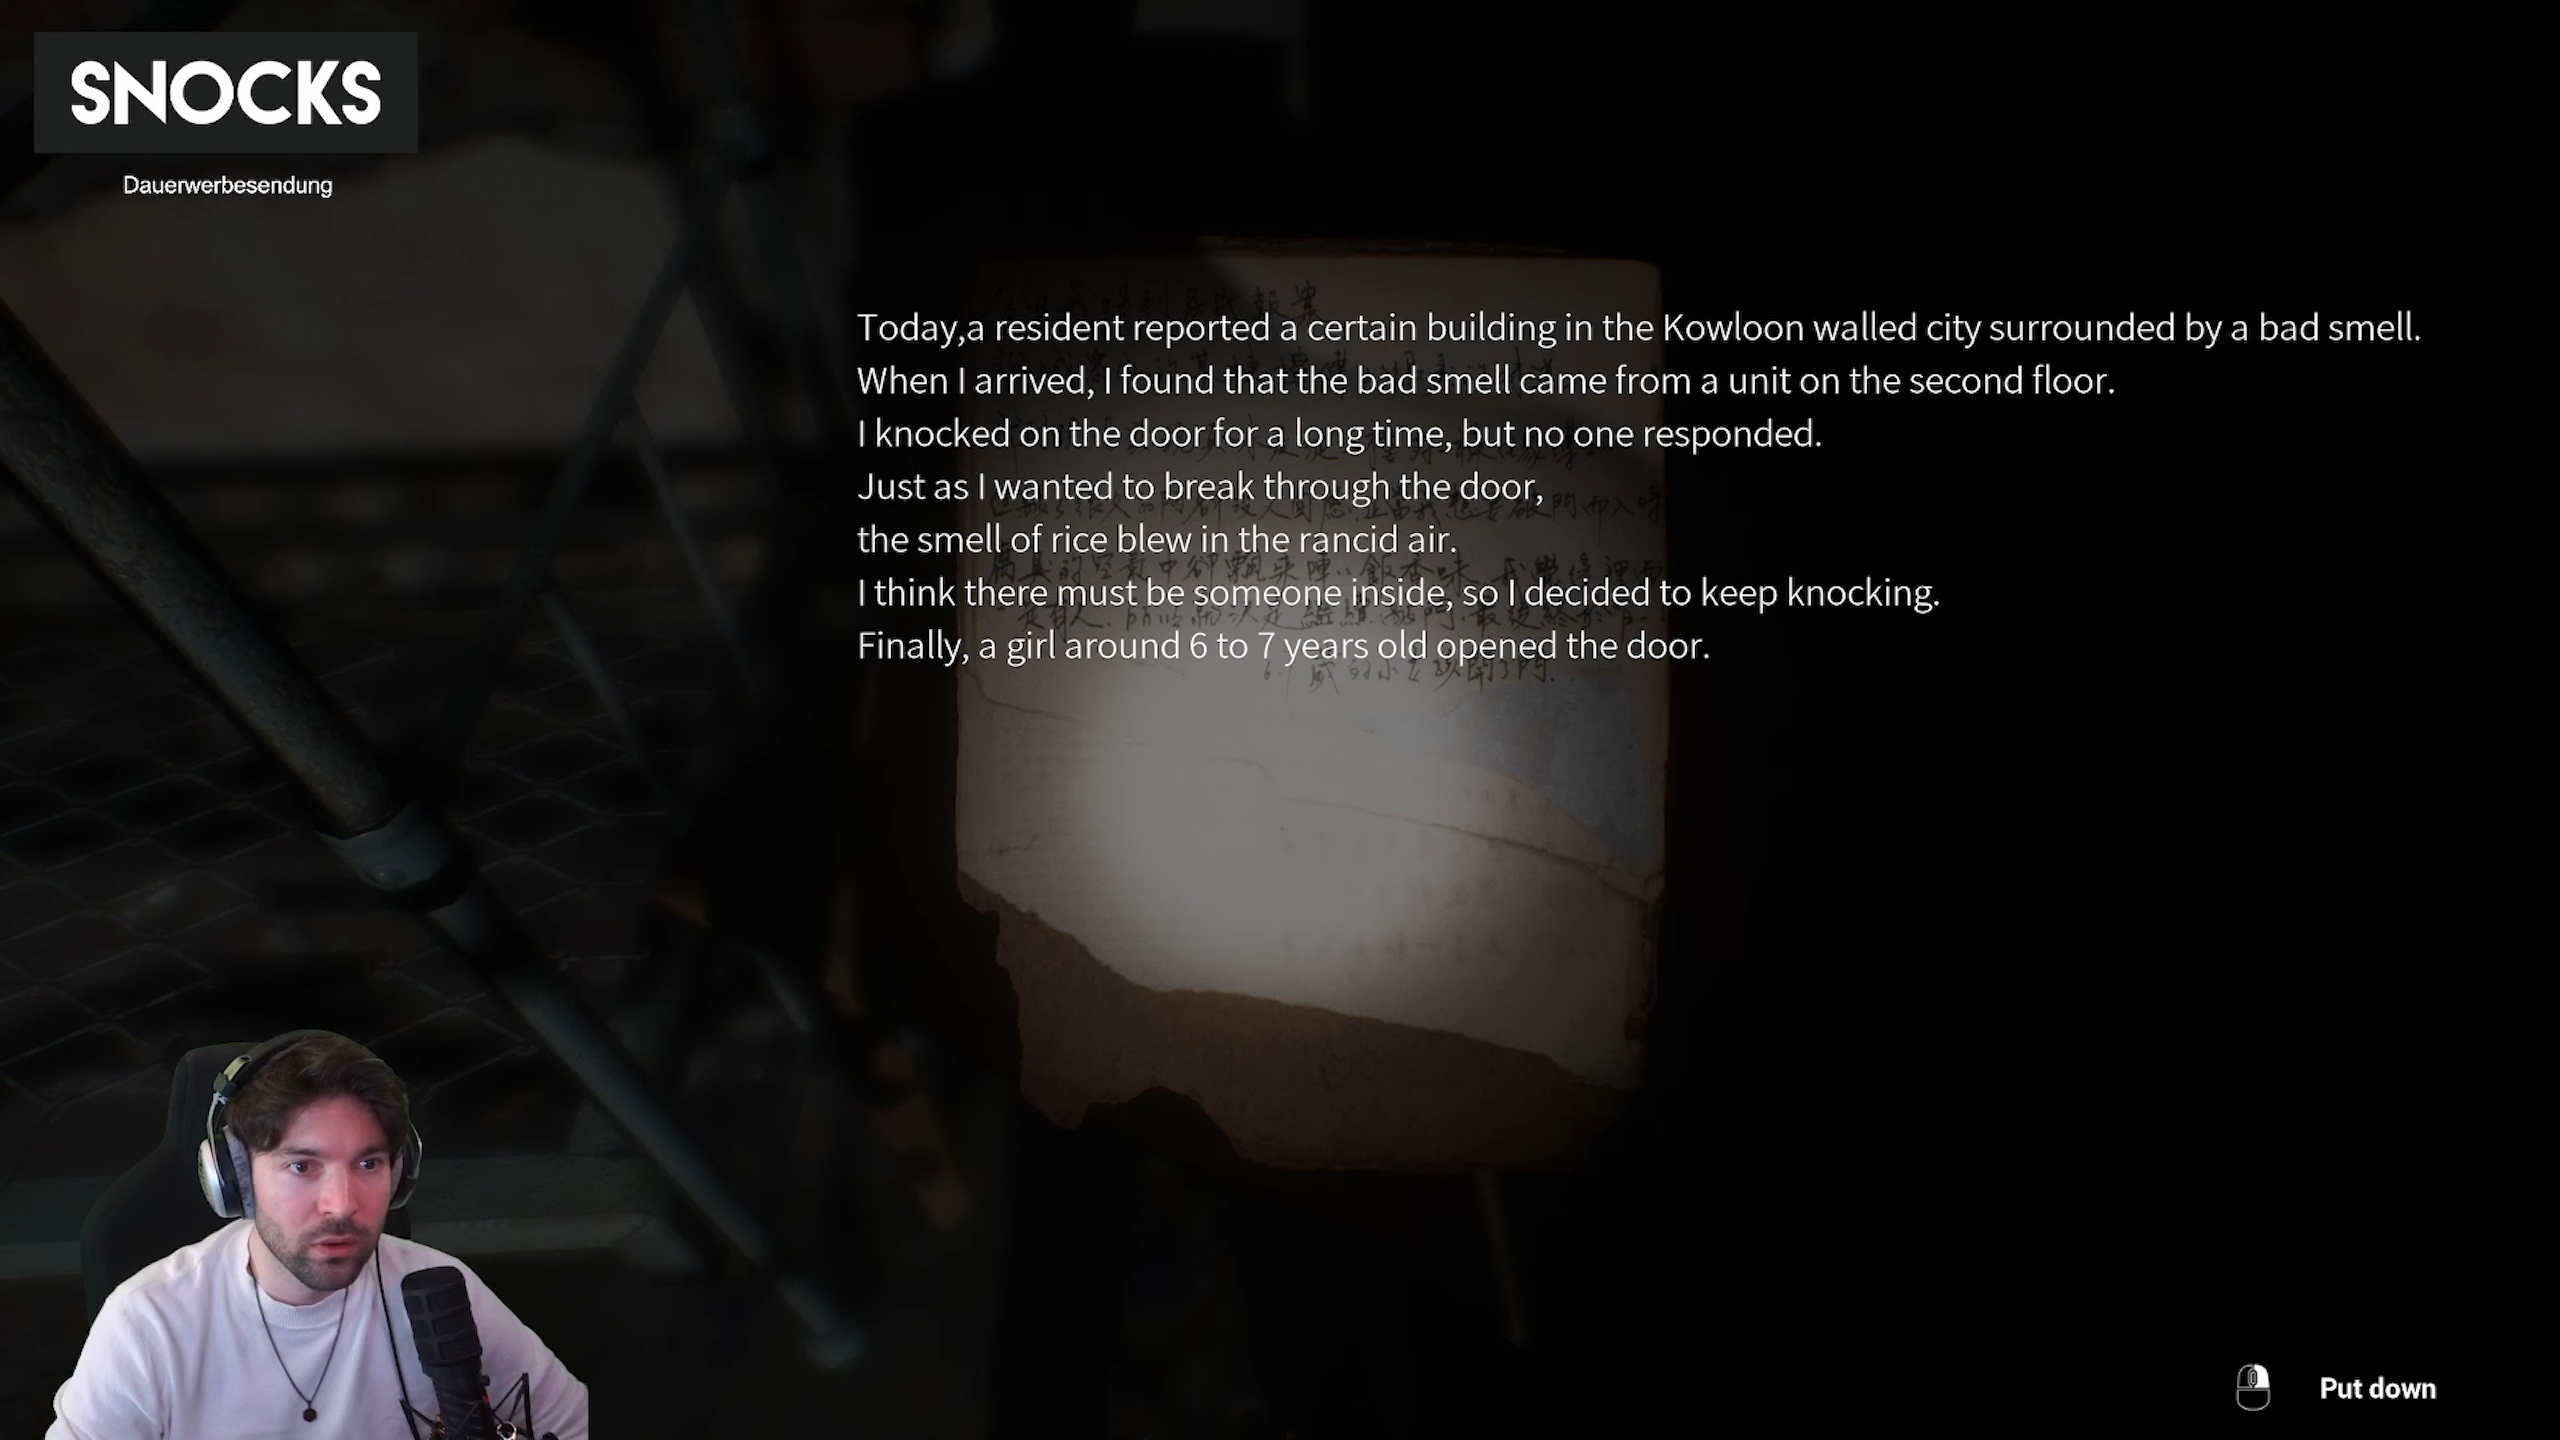 SNOCKS
Dauerwerbesendung
Today,a resident reported a certain building in the Kowloon walled city surrounded by a bad smell.
When I arrived, I found that the bad smell came from a unit on the second floor.
I knocked on the door for a long time, but no one responded.
Just as I wanted to break through the door,
the smell of rice blew in the rancid air.
I think there must be someone inside, so I decided to keep knocking.
Finally, a girl around 6 to 7 years old opened the door.
Put down